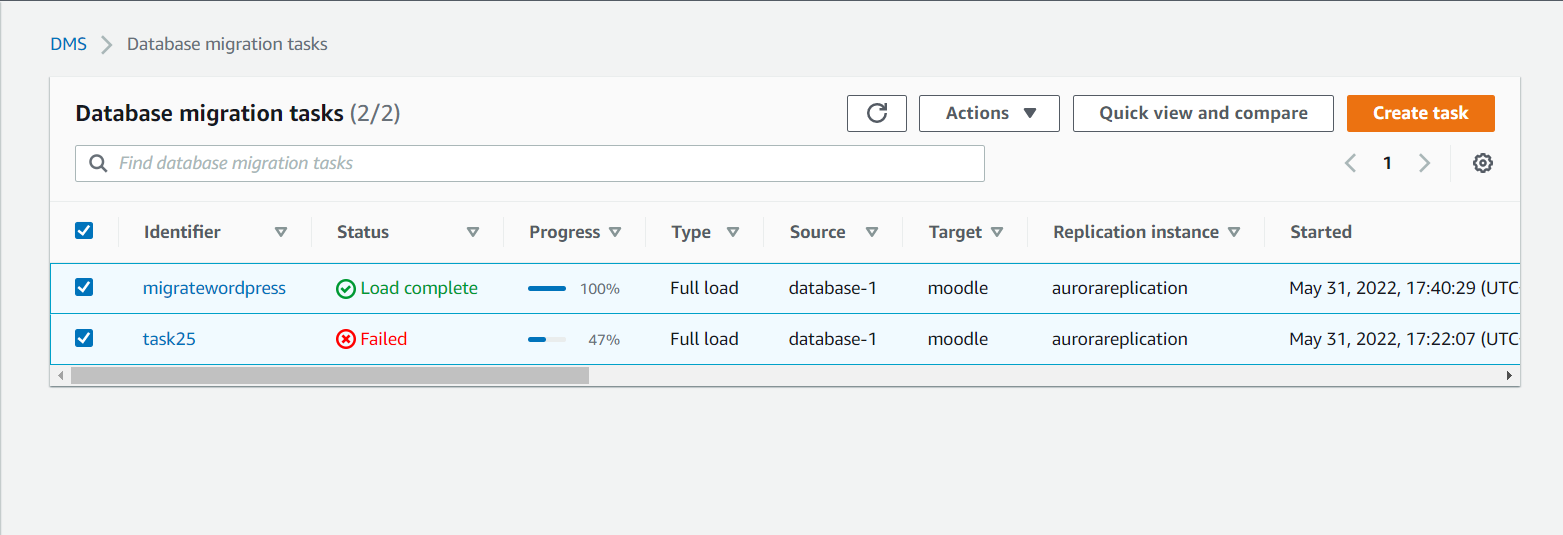 DMS > Database migration tasks
Database migration tasks (2/2) Actions Quick view and compare Create task
Find database migration tasks 1
Identifier Status Progress Type Source Target Replication instance Started
migratewordpress Load complete 100% Full load database-1 moodle aurorareplication May 31, 2022, 17:40:29 (UTC
task25 Failed 47% Full load database-1 moodle aurorareplication May 31, 2022, 17:22:07 (UTC